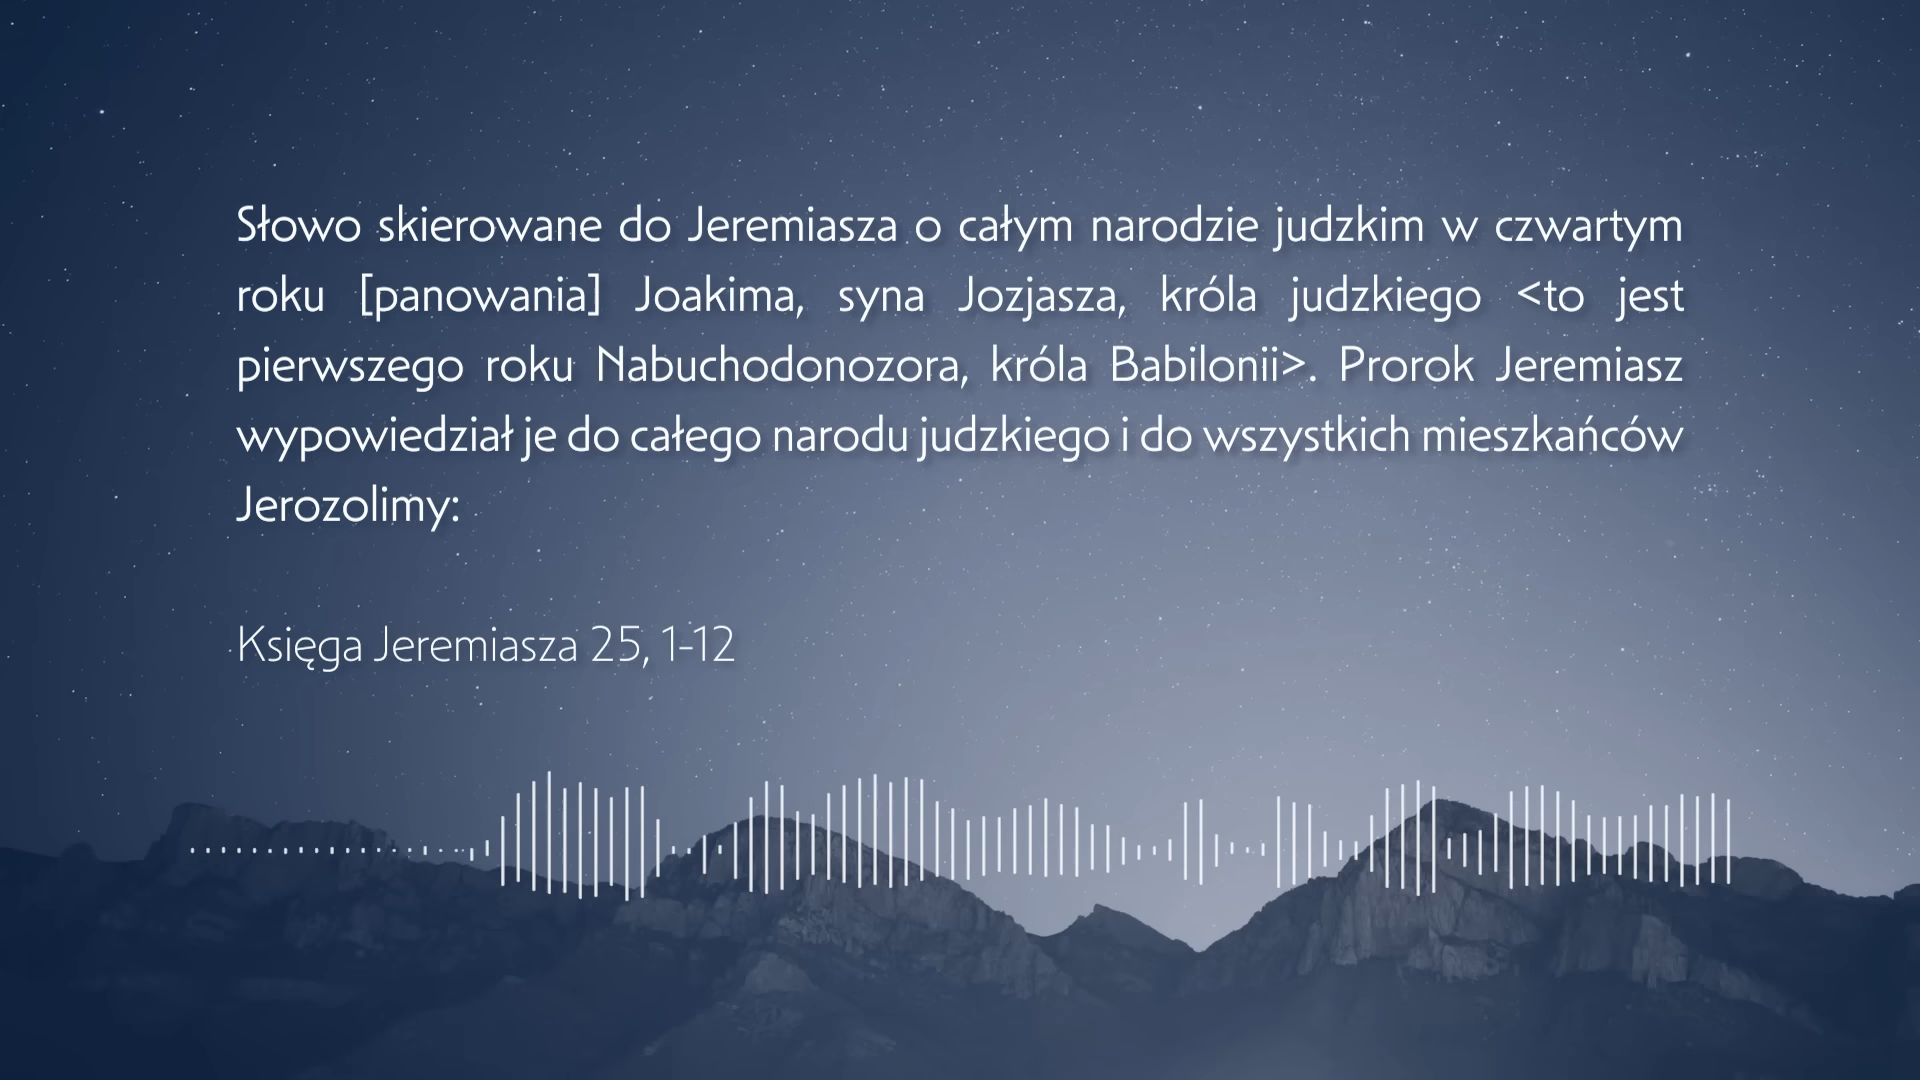 Słowo skierowane do Jeremiasza o całym narodzie judzkim w czwartym
roku [panowania] Joakima, syna Jozjasza, króla judzkiego <to jest
pierwszego roku Nabuchodonozora, króla Babilonii>. Prorok Jeremiasz
wypowiedział je do całego narodu judzkiego i do wszystkich mieszkańców
Jerozolimy:
Księga Jeremiasza 25, 1-12